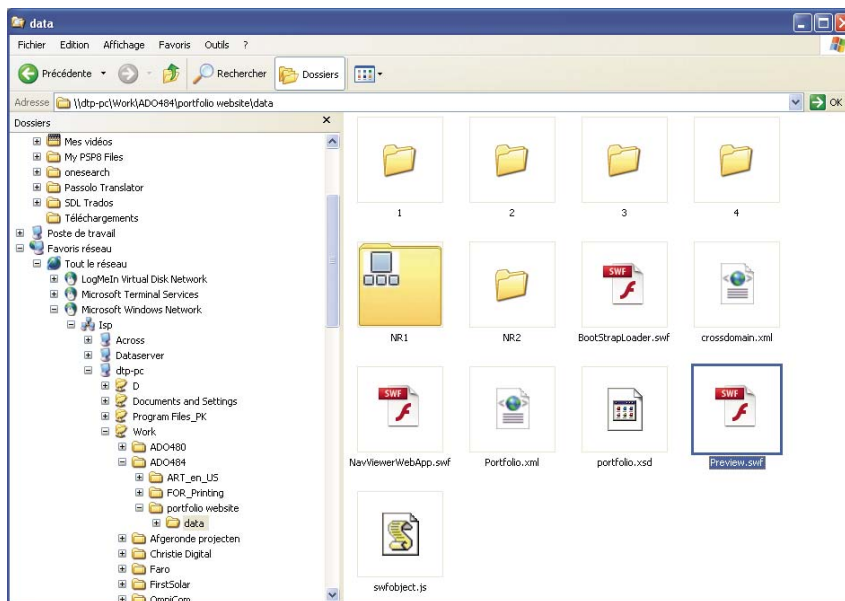 data
Fichier Edition Affichage Favoris Outils ?
Précédente Rechercher Dossiers
Adresse \\dtp-pc\Work\ADO484\portfolio website\data OK
Dossiers x
Mes vidéos
My PSP8 Files
onesearch
Passolo Translator
SDL Trados
Téléchargements
Poste de travail
Favoris réseau
Tout le réseau
LogMeIn Virtual Disk Network
Microsoft Terminal Services
Microsoft Windows Network
Isp
Across
Dataserver
dtp-pc
D
Documents and Settings
Program Files_PK
Work
ADO480
ADO484
ART_en_US
FOR_Printing
portfolio website
data
Afgeronde projecten
Christie Digital
Faro
FirstSolar
OmniCom
1 2 3 4
NR1 NR2 SWF BootStrapLoader.swf crossdomain.xml
SWF NavViewerWebApp.swf Portfolio.xml portfolio.xsd SWF Preview.swf
swfobject.js